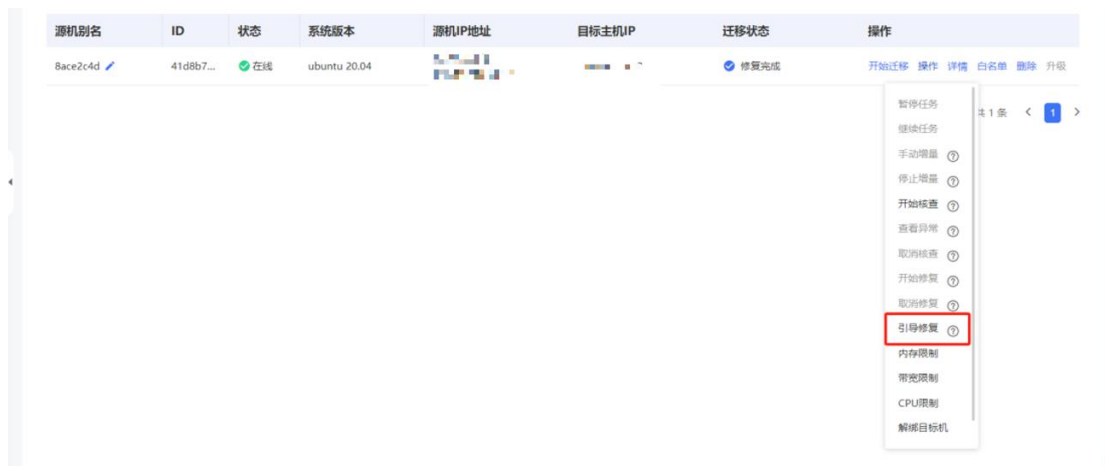 源机别名 ID 状态 系统版本 源机IP地址 目标主机IP 迁移状态 操作
8ace2c4d 41d8b7... 在线 ubuntu 20.04 修复完成 开始迁移 操作 详情 白名单 删除 升级
共 1 条 < 1 >
暂停任务
继续任务
手动增量
停止增量
开始核查
查看异常
取消核查
开始修复
取消修复
引导修复
内存限制
带宽限制
CPU限制
解绑目标机